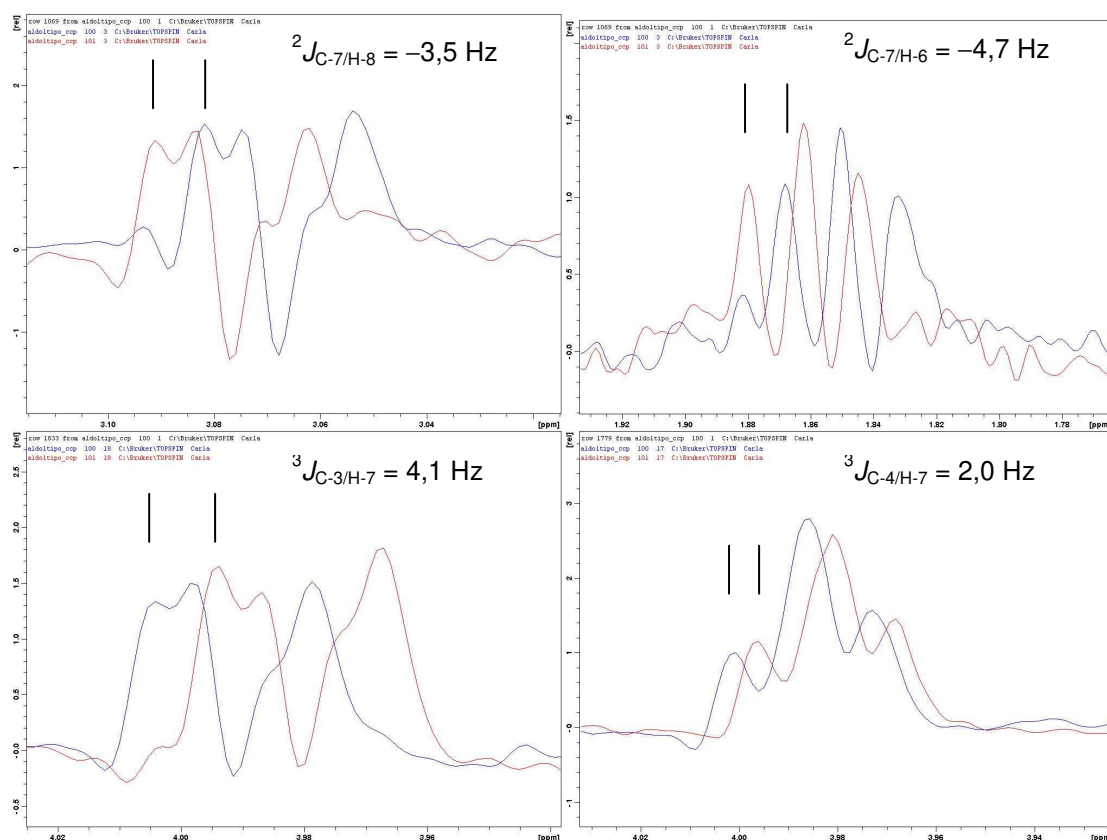 row 1069 from aldoltipo_ccp 100 1 C:\Bruker\TOPSPIN Carla
aldoltipo_ccp 100 3 C:\Bruker\TOPSPIN Carla
aldoltipo_ccp 101 3 C:\Bruker\TOPSPIN Carla
²J C-7/H-8 = −3,5 Hz
[rel]
2
1
0
-1
3.10 3.08 3.06 3.04 [ppm]
row 1069 from aldoltipo_ccp 100 1 C:\Bruker\TOPSPIN Carla
aldoltipo_ccp 100 3 C:\Bruker\TOPSPIN Carla
aldoltipo_ccp 101 3 C:\Bruker\TOPSPIN Carla
²J C-7/H-6 = −4,7 Hz
[rel]
1.5
1.0
0.5
-0.0
1.92 1.90 1.88 1.86 1.84 1.82 1.80 1.78 [ppm]
row 1833 from aldoltipo_ccp 100 1 C:\Bruker\TOPSPIN Carla
aldoltipo_ccp 100 18 C:\Bruker\TOPSPIN Carla
aldoltipo_ccp 101 18 C:\Bruker\TOPSPIN Carla
³J C-3/H-7 = 4,1 Hz
[rel]
2.5
2.0
1.5
1.0
0.5
-0.0
-0.5
4.02 4.00 3.98 3.96 [ppm]
row 1779 from aldoltipo_ccp 100 1 C:\Bruker\TOPSPIN Carla
aldoltipo_ccp 100 17 C:\Bruker\TOPSPIN Carla
aldoltipo_ccp 101 17 C:\Bruker\TOPSPIN Carla
³J C-4/H-7 = 2,0 Hz
[rel]
3
2
1
-0
-1
4.02 4.00 3.98 3.96 3.94 [ppm]